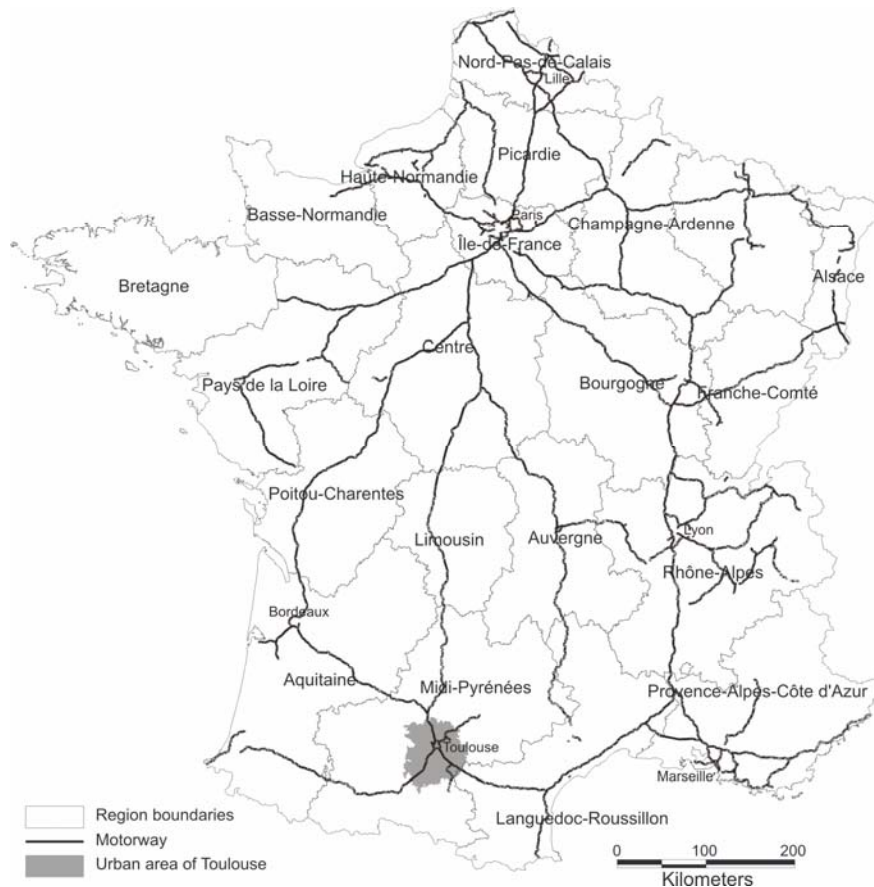 Nord-Pas-de-Calais
Lille
Picardie
Haute-Normandie
Basse-Normandie
Paris
Champagne-Ardenne
Île-de-France
Alsace
Bretagne
Centre
Pays de la Loire
Bourgogne
Franche-Comté
Poitou-Charentes
Limousin
Auvergne
Lyon
Rhône-Alpes
Bordeaux
Aquitaine
Midi-Pyrénées
Provence-Alpes-Côte d'Azur
Toulouse
Marseille
Languedoc-Roussillon
Region boundaries
Motorway
Urban area of Toulouse
0 100 200
Kilometers